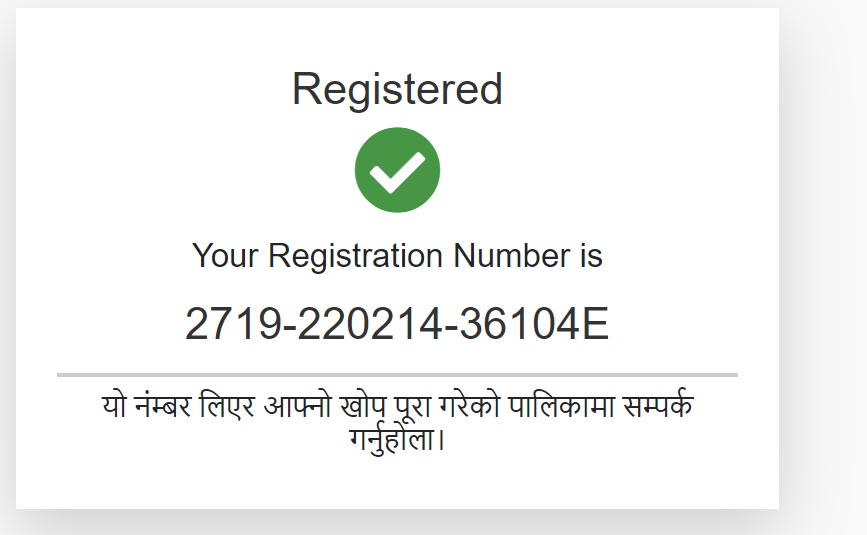 Registered
Your Registration Number is
2719-220214-36104E
यो नंम्बर लिएर आफ्नो खोप पूरा गरेको पालिकामा सम्पर्क
गर्नुहोला।